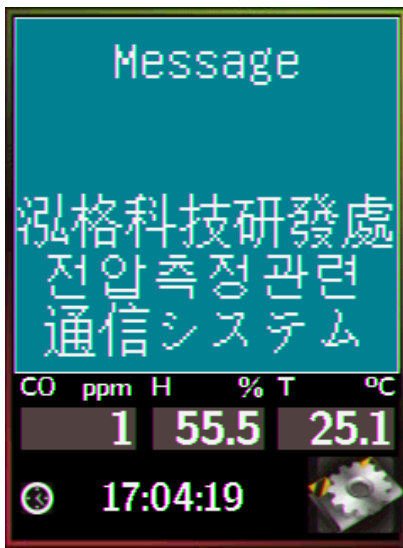 Message
泓格科技研發處
전압측정관련
通信システム
CO ppm H % T ºC
1 55.5 25.1
17:04:19